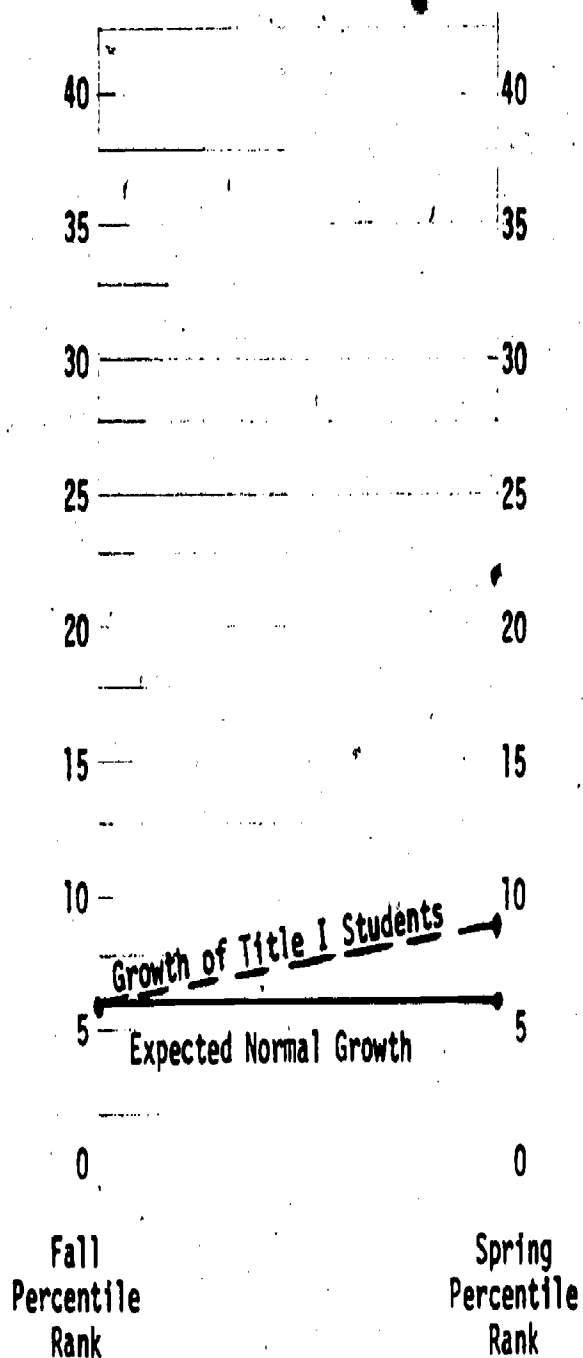 40 40
35 35
30 30
25 25
20 20
15 15
10 10
Growth of Title I Students
5 5
Expected Normal Growth
0 0
Fall Spring
Percentile Percentile
Rank Rank